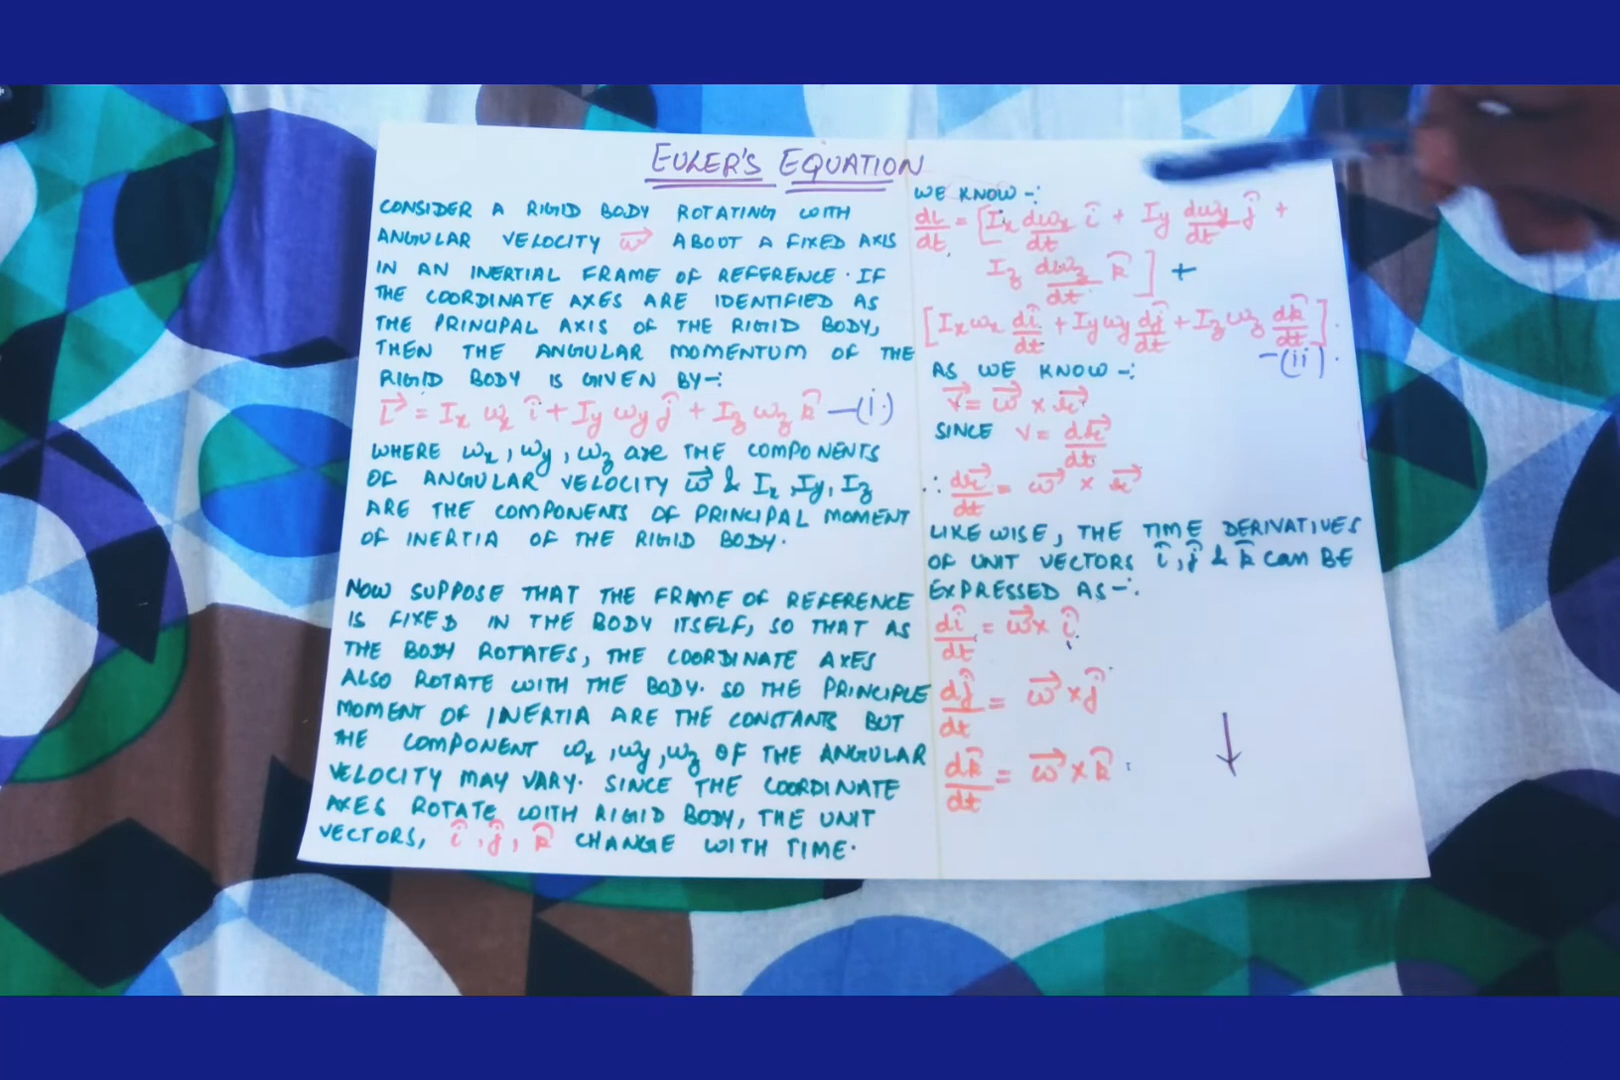 EULER'S EQUATION
CONSIDER A RIGID BODY ROTATING WITH
ANGULAR VELOCITY ω⃗ ABOUT A FIXED AXIS
IN AN INERTIAL FRAME OF REFERENCE. IF
THE COORDINATE AXES ARE IDENTIFIED AS
THE PRINCIPAL AXIS OF THE RIGID BODY,
THEN THE ANGULAR MOMENTUM OF THE
RIGID BODY IS GIVEN BY-:
L⃗ = Ix ωx î + Iy ωy ĵ + Iz ωz k̂ —(i.)
WHERE ωx, ωy, ωz are THE COMPONENTS
OF ANGULAR VELOCITY ω⃗ & Ix, Iy, Iz
ARE THE COMPONENTS OF PRINCIPAL MOMENT
OF INERTIA OF THE RIGID BODY.
NOW SUPPOSE THAT THE FRAME OF REFERENCE
IS FIXED IN THE BODY ITSELF, SO THAT AS
THE BODY ROTATES, THE COORDINATE AXES
ALSO ROTATE WITH THE BODY. SO THE PRINCIPLE
MOMENT OF INERTIA ARE THE CONSTANTS BUT
THE COMPONENT ωx, ωy, ωz OF THE ANGULAR
VELOCITY MAY VARY. SINCE THE COORDINATE
AXES ROTATE WITH RIGID BODY, THE UNIT
VECTORS, î, ĵ, k̂ CHANGE WITH TIME.
WE KNOW -:
dL/dt = [Ix dωx/dt î + Iy dωy/dt ĵ +
Iz dωz/dt k̂] +
[Ix ωx dî/dt + Iy ωy dĵ/dt + Iz ωz dk̂/dt].
—(ii).
AS WE KNOW -:
v⃗ = ω⃗ × r⃗
SINCE v = dr⃗/dt
∴ dr⃗/dt = ω⃗ × r⃗
LIKEWISE, THE TIME DERIVATIVES
OF UNIT VECTORS î, ĵ & k̂ can BE
EXPRESSED AS-:
dî/dt = ω⃗ × î
dĵ/dt = ω⃗ × ĵ
dk̂/dt = ω⃗ × k̂